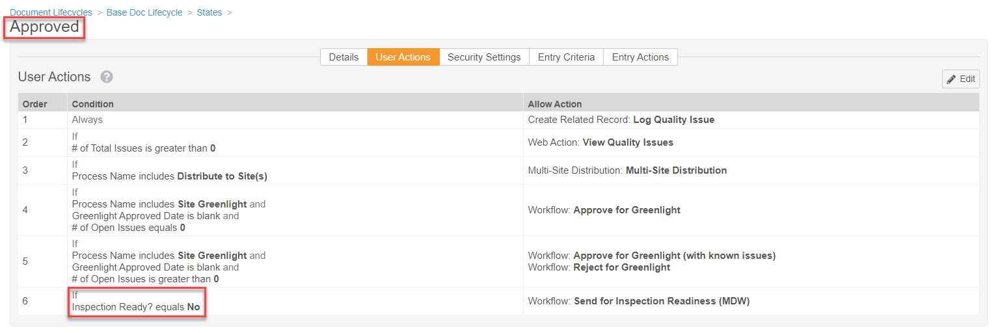 Document Lifecycles > Base Doc Lifecycle > States >
Approved
Details User Actions Security Settings Entry Criteria Entry Actions
User Actions ?
Edit
Order Condition Allow Action
1 Always Create Related Record: Log Quality Issue
If
2 # of Total Issues is greater than 0 Web Action: View Quality Issues
If
3 Process Name includes Distribute to Site(s) Multi-Site Distribution: Multi-Site Distribution
If
Process Name includes Site Greenlight and
4 Greenlight Approved Date is blank and Workflow: Approve for Greenlight
# of Open Issues equals 0
If
Process Name includes Site Greenlight and Workflow: Approve for Greenlight (with known issues)
5 Greenlight Approved Date is blank and Workflow: Reject for Greenlight
# of Open Issues is greater than 0
If
6 Inspection Ready? equals No Workflow: Send for Inspection Readiness (MDW)